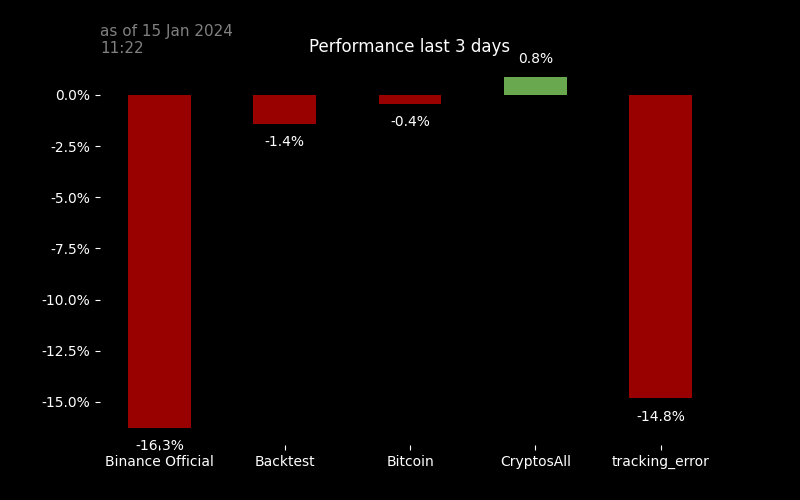 as of 15 Jan 2024
11:22
Performance last 3 days
0.8%
0.0%
-2.5%
-5.0%
-7.5%
-10.0%
-12.5%
-15.0%
-1.4%
-0.4%
-14.8%
-16.3%
Binance Official
Backtest
Bitcoin
CryptosAll
tracking_error